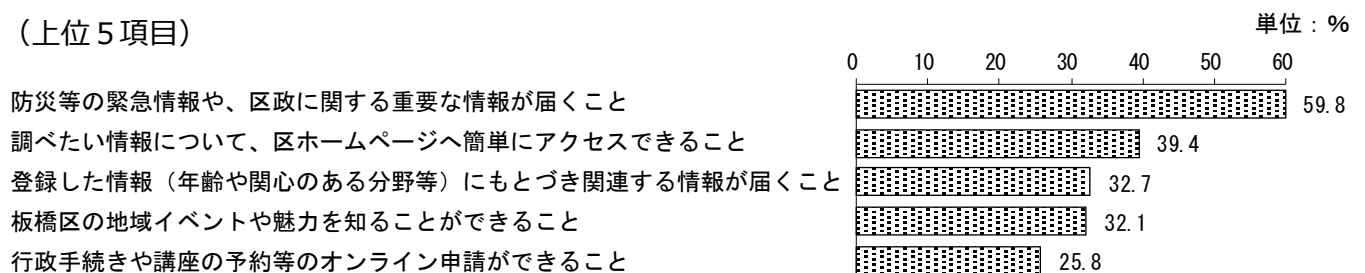 （上位５項目）
単位：％
0 10 20 30 40 50 60
防災等の緊急情報や、区政に関する重要な情報が届くこと 59.8
調べたい情報について、区ホームページへ簡単にアクセスできること 39.4
登録した情報（年齢や関心のある分野等）にもとづき関連する情報が届くこと 32.7
板橋区の地域イベントや魅力を知ることができること 32.1
行政手続きや講座の予約等のオンライン申請ができること 25.8